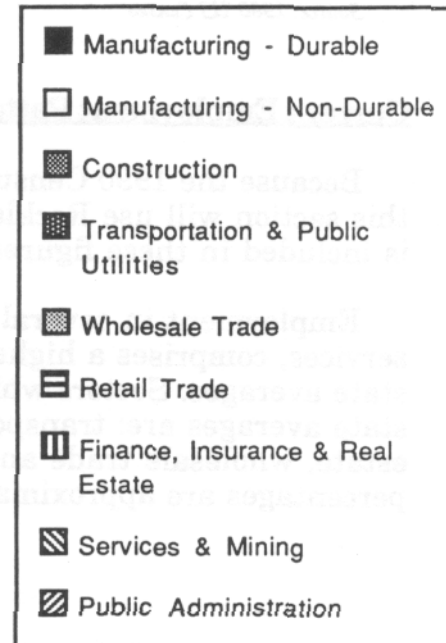 Manufacturing - Durable
Manufacturing - Non-Durable
Construction
Transportation & Public
Utilities
Wholesale Trade
Retail Trade
Finance, Insurance & Real
Estate
Services & Mining
Public Administration